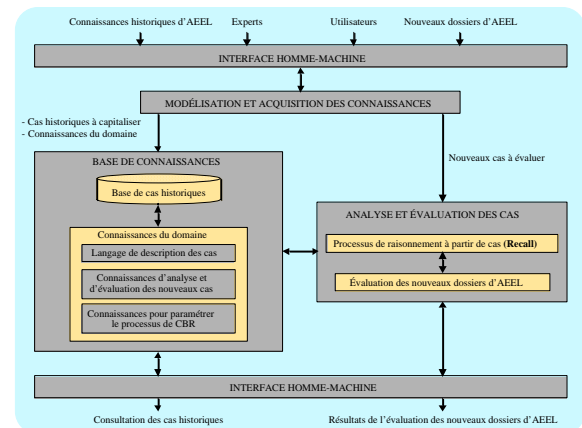 Connaissances historiques d'AEEL Experts Utilisateurs Nouveaux dossiers d'AEEL
INTERFACE HOMME-MACHINE
MODÉLISATION ET ACQUISITION DES CONNAISSANCES
- Cas historiques à capitaliser
- Connaissances du domaine
Nouveaux cas à évaluer
BASE DE CONNAISSANCES
Base de cas historiques
Connaissances du domaine
Langage de description des cas
Connaissances d'analyse et
d'évaluation des nouveaux cas
Connaissances pour paramétrer
le processus de CBR
ANALYSE ET ÉVALUATION DES CAS
Processus de raisonnement à partir de cas (Recall)
Évaluation des nouveaux dossiers d'AEEL
INTERFACE HOMME-MACHINE
Consultation des cas historiques Résultats de l'évaluation des nouveaux dossiers d'AEEL